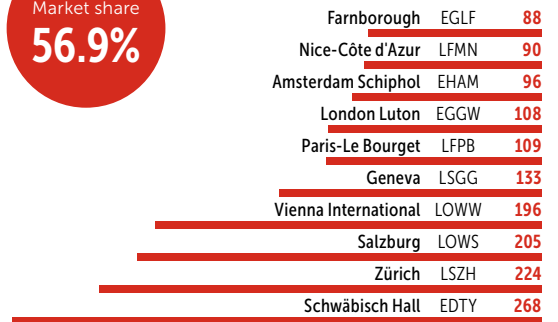 Market share
56.9%
Farnborough EGLF 88
Nice-Côte d'Azur LFMN 90
Amsterdam Schiphol EHAM 96
London Luton EGGW 108
Paris-Le Bourget LFPB 109
Geneva LSGG 133
Vienna International LOWW 196
Salzburg LOWS 205
Zürich LSZH 224
Schwäbisch Hall EDTY 268